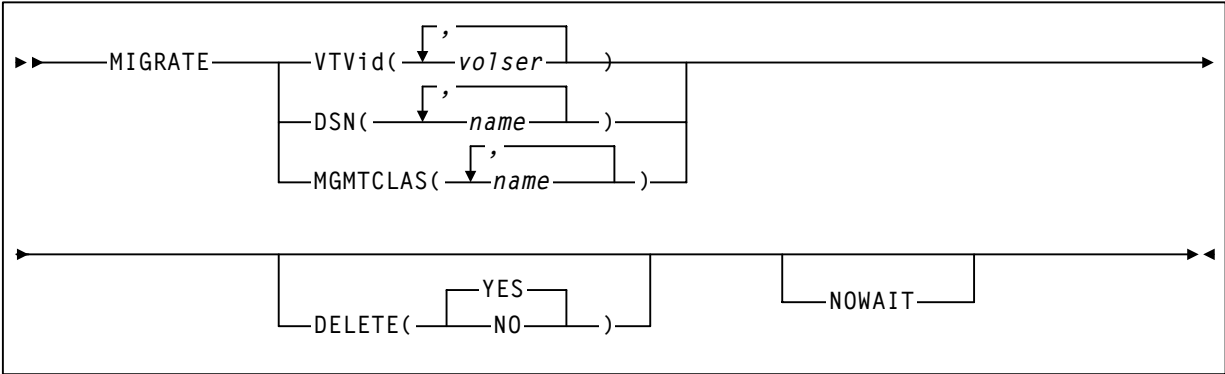 ,
MIGRATE VTVid( volser )
,
DSN( name )
,
MGMTCLAS( name )
YES
DELETE( NO )
NOWAIT